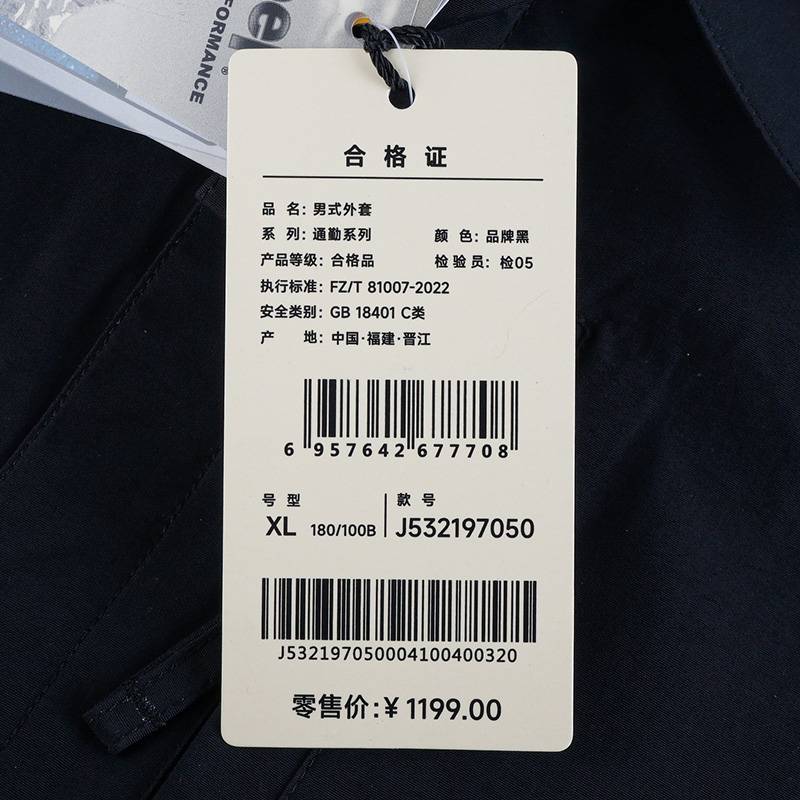 FORMANCE
合格证
品 名：男式外套
系 列：通勤系列 颜 色：品牌黑
产品等级：合格品 检验员：检05
执行标准：FZ/T 81007-2022
安全类别：GB 18401 C类
产 地：中国·福建·晋江
6 957642 677708
号型 款号
XL 180/100B J532197050
J532197050004100400320
零售价:¥ 1199.00